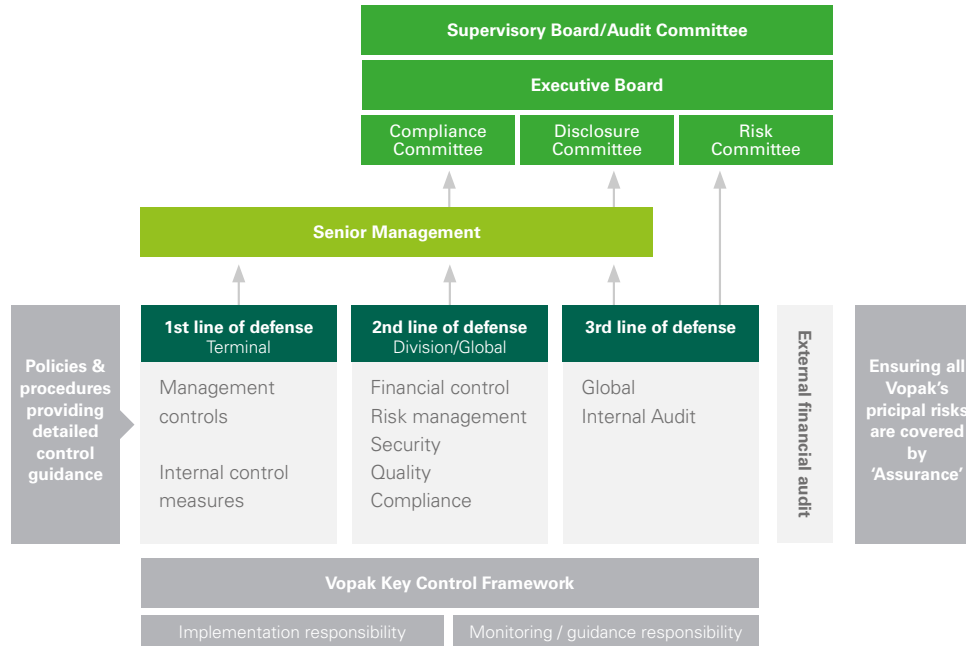 Supervisory Board/Audit Committee
Executive Board
Compliance
Committee
Disclosure
Committee
Risk
Committee
Senior Management
Policies &
procedures
providing
detailed
control
guidance
1st line of defense
Terminal
Management
controls
Internal control
measures
2nd line of defense
Division/Global
Financial control
Risk management
Security
Quality
Compliance
3rd line of defense
Global
Internal Audit
External financial audit
Ensuring all
Vopak's
pricipal risks
are covered
by
'Assurance'
Vopak Key Control Framework
Implementation responsibility
Monitoring / guidance responsibility